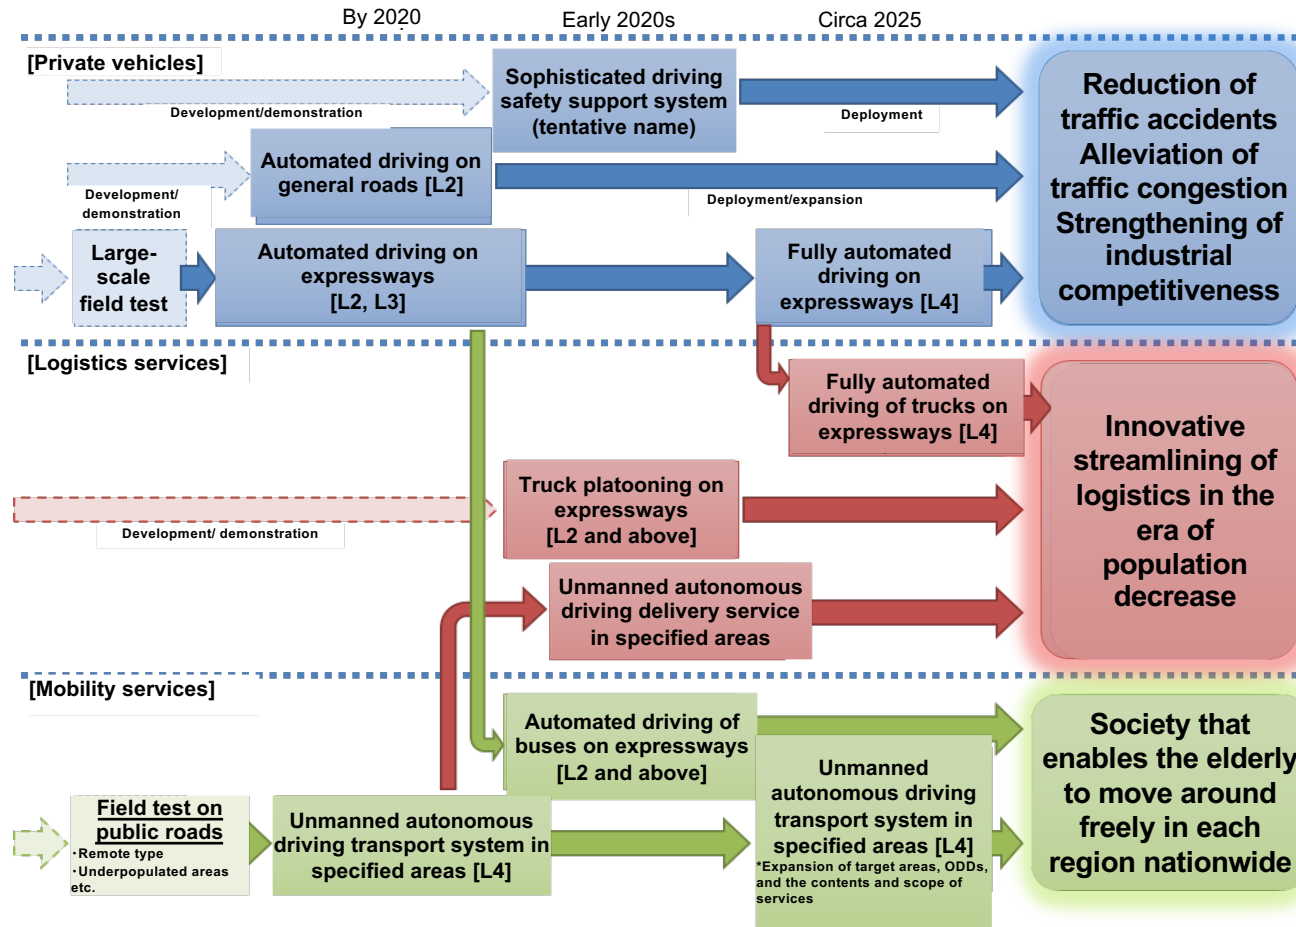 By 2020
Early 2020s
Circa 2025
[Private vehicles]
Development/demonstration
Sophisticated driving
safety support system
(tentative name)
Deployment
Development/
demonstration
Automated driving on
general roads [L2]
Deployment/expansion
Large-
scale
field test
Automated driving on
expressways
[L2, L3]
Fully automated
driving on
expressways [L4]
Reduction of
traffic accidents
Alleviation of
traffic congestion
Strengthening of
industrial
competitiveness
[Logistics services]
Fully automated
driving of trucks on
expressways [L4]
Development/ demonstration
Truck platooning on
expressways
[L2 and above]
Unmanned autonomous
driving delivery service
in specified areas
Innovative
streamlining of
logistics in the
era of
population
decrease
[Mobility services]
Automated driving of
buses on expressways
[L2 and above]
Field test on
public roads
・Remote type
・Underpopulated areas
etc.
Unmanned autonomous
driving transport system in
specified areas [L4]
Unmanned
autonomous driving
transport system in
specified areas [L4]
*Expansion of target areas, ODDs,
and the contents and scope of
services
Society that
enables the elderly
to move around
freely in each
region nationwide